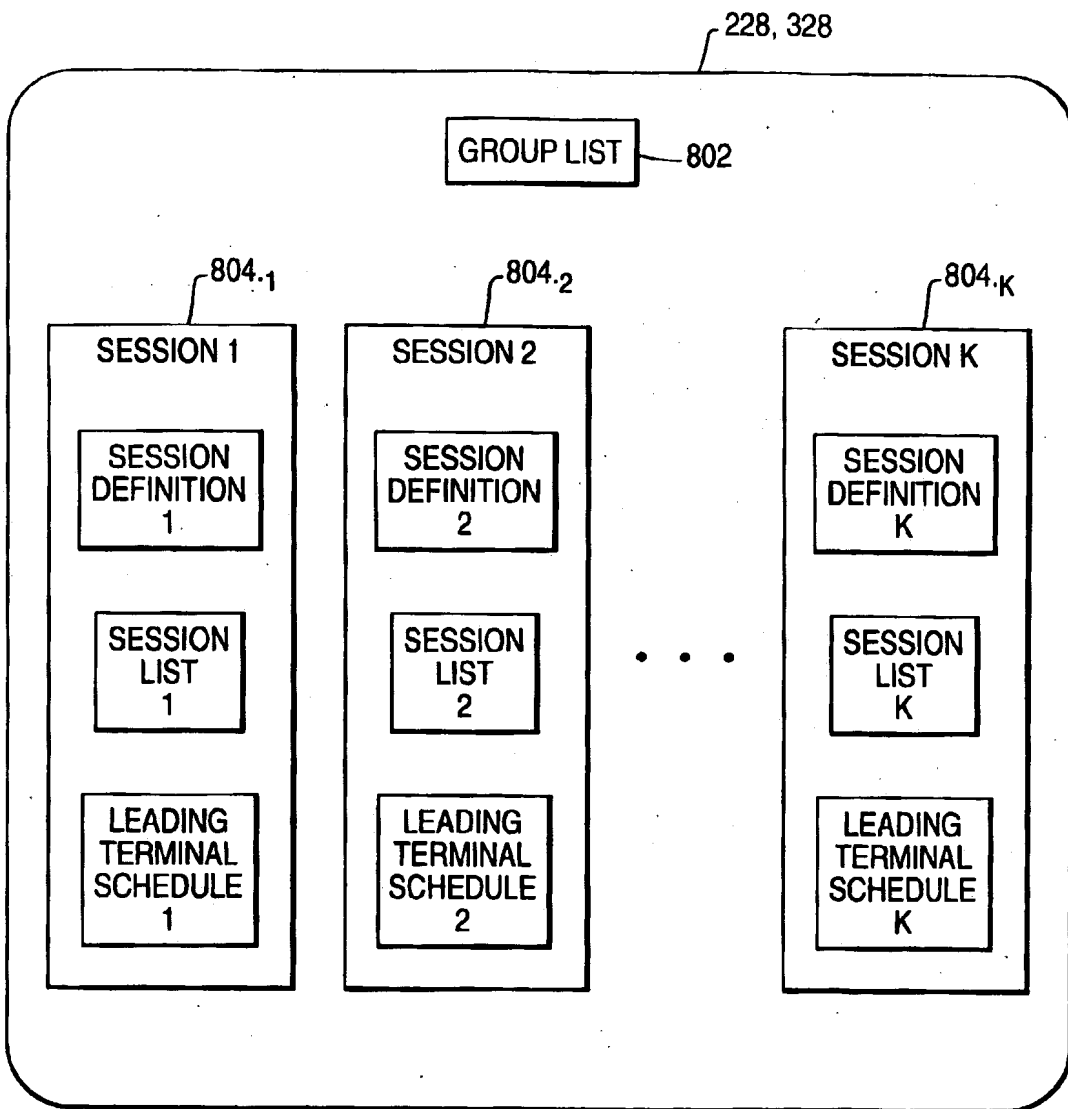 228, 328
GROUP LIST
802
804.1
804.2
804.K
SESSION 1
SESSION DEFINITION 1
SESSION LIST 1
LEADING TERMINAL SCHEDULE 1
SESSION 2
SESSION DEFINITION 2
SESSION LIST 2
LEADING TERMINAL SCHEDULE 2
• • •
SESSION K
SESSION DEFINITION K
SESSION LIST K
LEADING TERMINAL SCHEDULE K